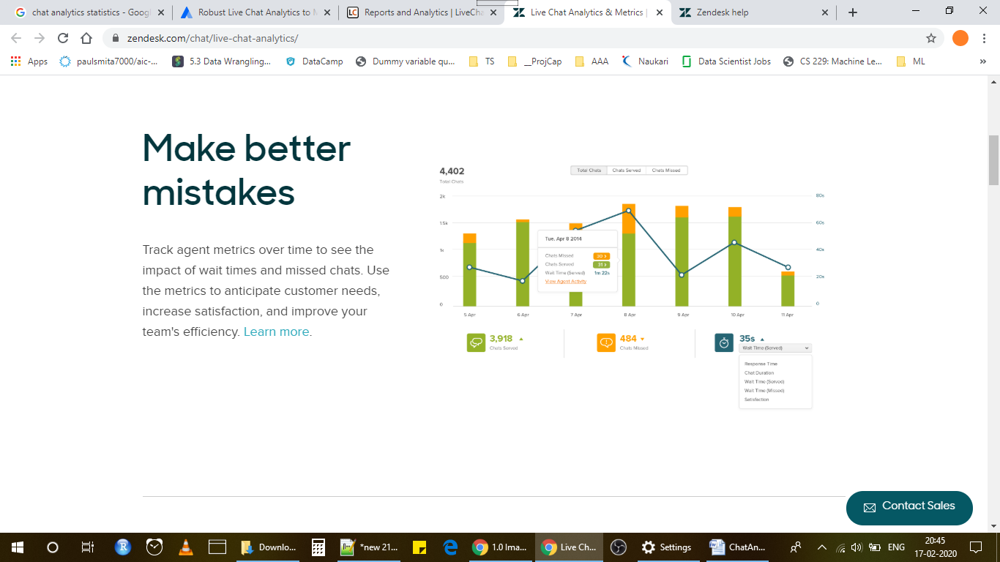 chat analytics statistics - Googl
Robust Live Chat Analytics to M
LC
Reports and Analytics | LiveCha
Live Chat Analytics & Metrics |
Zendesk help
zendesk.com/chat/live-chat-analytics/
Apps
paulsmita7000/aic-...
5.3 Data Wrangling...
DataCamp
Dummy variable qu...
TS
__ProjCap
AAA
Naukari
Data Scientist Jobs
CS 229: Machine Le...
ML
»
Make better
mistakes
Track agent metrics over time to see the
impact of wait times and missed chats. Use
the metrics to anticipate customer needs,
increase satisfaction, and improve your
team's efficiency. Learn more.
4,402
Total Chats
Total Chats Chats Served Chats Missed
2k
1.5k
1k
500
0
80s
60s
40s
20s
0
Tue, Apr 8 2014
Chats Missed 30 >
Chats Served 31 >
Wait Time (Served) 1m 22s
View Agent Activity
5 Apr 6 Apr 7 Apr 8 Apr 9 Apr 10 Apr 11 Apr
3,918
Chats Served
484
Chats Missed
35s
Wait Time (Served)
Response Time
Chat Duration
Wait Time (Served)
Wait Time (Missed)
Satisfaction
Contact Sales
R
Downlo...
*new 21...
1.0 Ima...
Live Ch...
Settings
ChatAn...
ENG
20:45
17-02-2020